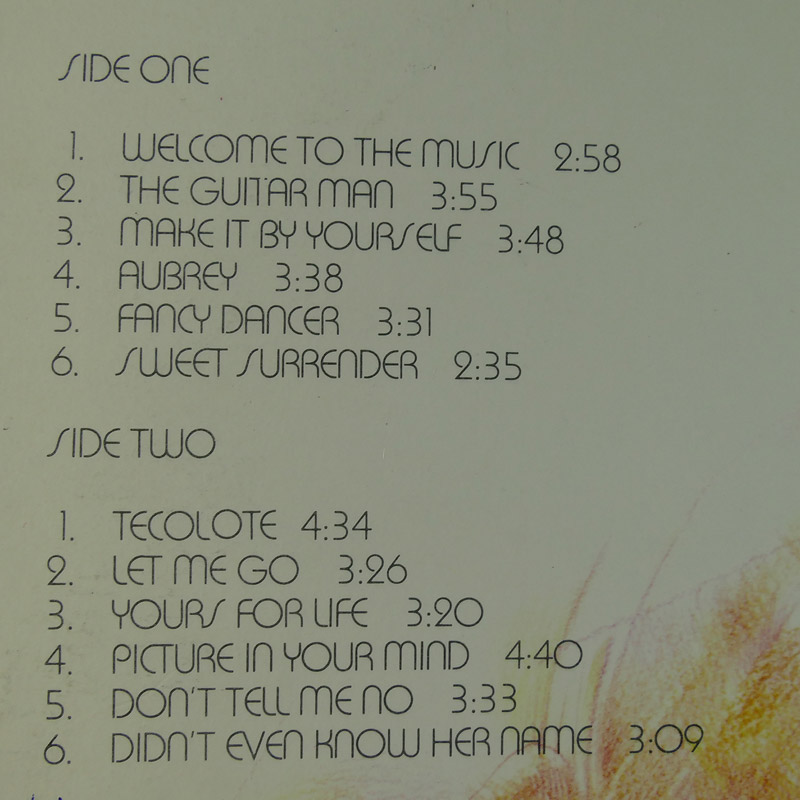 SIDE ONE
1. WELCOME TO THE MUSIC 2:58
2. THE GUITAR MAN 3:55
3. MAKE IT BY YOURSELF 3:48
4. AUBREY 3:38
5. FANCY DANCER 3:31
6. SWEET SURRENDER 2:35
SIDE TWO
1. TECOLOTE 4:34
2. LET ME GO 3:26
3. YOURS FOR LIFE 3:20
4. PICTURE IN YOUR MIND 4:40
5. DON'T TELL ME NO 3:33
6. DIDN'T EVEN KNOW HER NAME 3:09